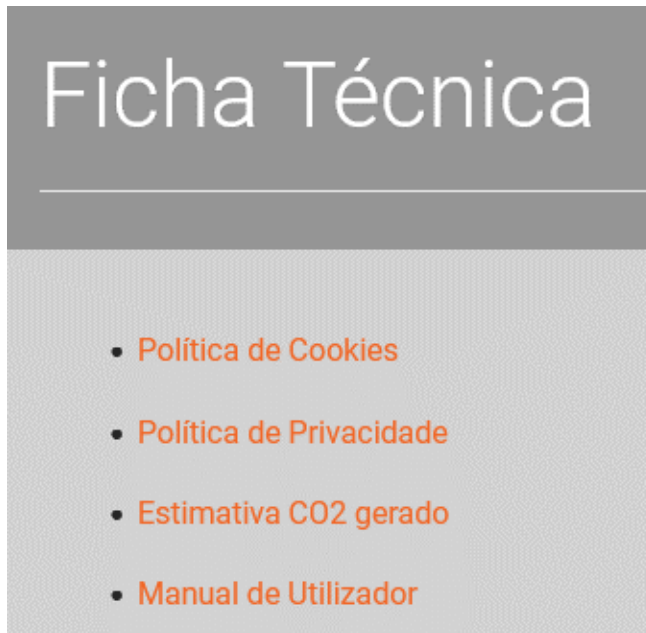 Ficha Técnica
Política de Cookies
Política de Privacidade
Estimativa CO2 gerado
Manual de Utilizador